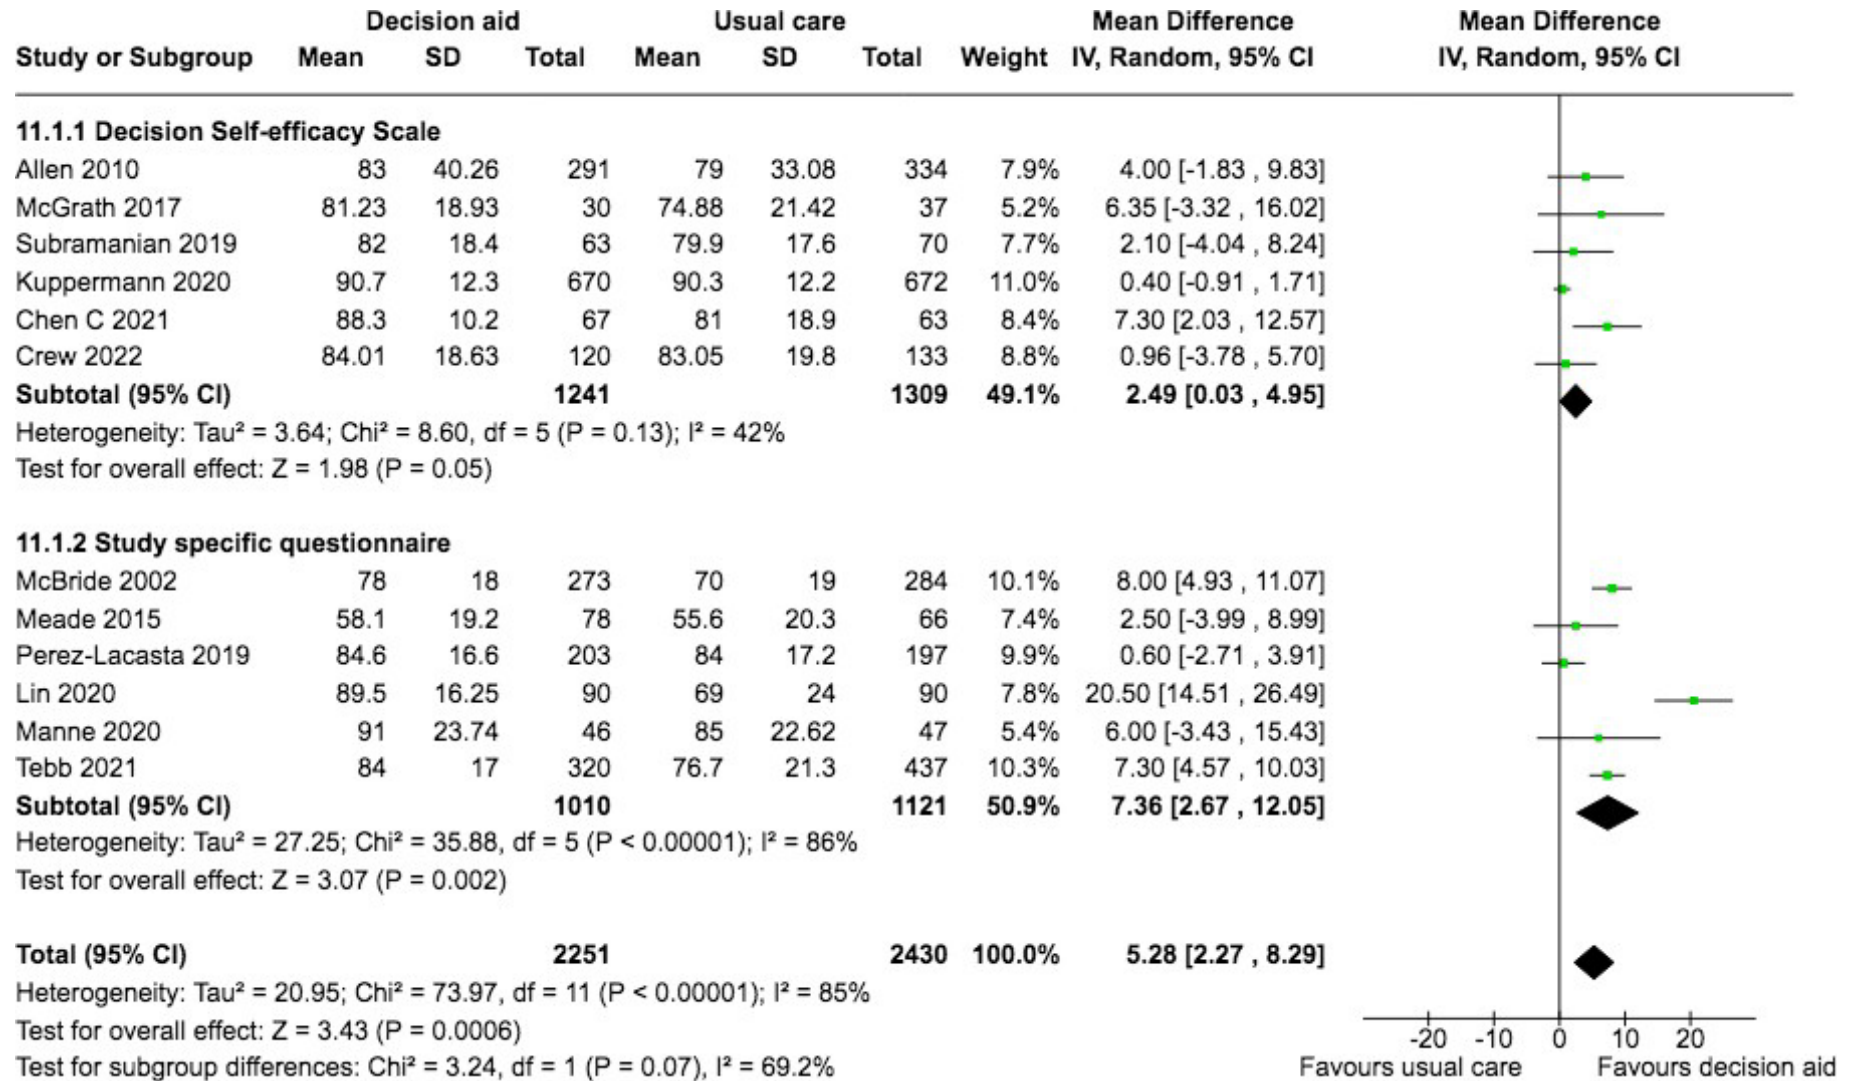 Decision aid Usual care Mean Difference Mean Difference
Study or Subgroup Mean SD Total Mean SD Total Weight IV, Random, 95% CI IV, Random, 95% CI
11.1.1 Decision Self-efficacy Scale
Allen 2010 83 40.26 291 79 33.08 334 7.9% 4.00 [-1.83 , 9.83]
McGrath 2017 81.23 18.93 30 74.88 21.42 37 5.2% 6.35 [-3.32 , 16.02]
Subramanian 2019 82 18.4 63 79.9 17.6 70 7.7% 2.10 [-4.04 , 8.24]
Kuppermann 2020 90.7 12.3 670 90.3 12.2 672 11.0% 0.40 [-0.91 , 1.71]
Chen C 2021 88.3 10.2 67 81 18.9 63 8.4% 7.30 [2.03 , 12.57]
Crew 2022 84.01 18.63 120 83.05 19.8 133 8.8% 0.96 [-3.78 , 5.70]
Subtotal (95% CI) 1241 1309 49.1% 2.49 [0.03 , 4.95]
Heterogeneity: Tau² = 3.64; Chi² = 8.60, df = 5 (P = 0.13); I² = 42%
Test for overall effect: Z = 1.98 (P = 0.05)
11.1.2 Study specific questionnaire
McBride 2002 78 18 273 70 19 284 10.1% 8.00 [4.93 , 11.07]
Meade 2015 58.1 19.2 78 55.6 20.3 66 7.4% 2.50 [-3.99 , 8.99]
Perez-Lacasta 2019 84.6 16.6 203 84 17.2 197 9.9% 0.60 [-2.71 , 3.91]
Lin 2020 89.5 16.25 90 69 24 90 7.8% 20.50 [14.51 , 26.49]
Manne 2020 91 23.74 46 85 22.62 47 5.4% 6.00 [-3.43 , 15.43]
Tebb 2021 84 17 320 76.7 21.3 437 10.3% 7.30 [4.57 , 10.03]
Subtotal (95% CI) 1010 1121 50.9% 7.36 [2.67 , 12.05]
Heterogeneity: Tau² = 27.25; Chi² = 35.88, df = 5 (P < 0.00001); I² = 86%
Test for overall effect: Z = 3.07 (P = 0.002)
Total (95% CI) 2251 2430 100.0% 5.28 [2.27 , 8.29]
Heterogeneity: Tau² = 20.95; Chi² = 73.97, df = 11 (P < 0.00001); I² = 85%
Test for overall effect: Z = 3.43 (P = 0.0006)
-20 -10 0 10 20
Test for subgroup differences: Chi² = 3.24, df = 1 (P = 0.07), I² = 69.2% Favours usual care Favours decision aid